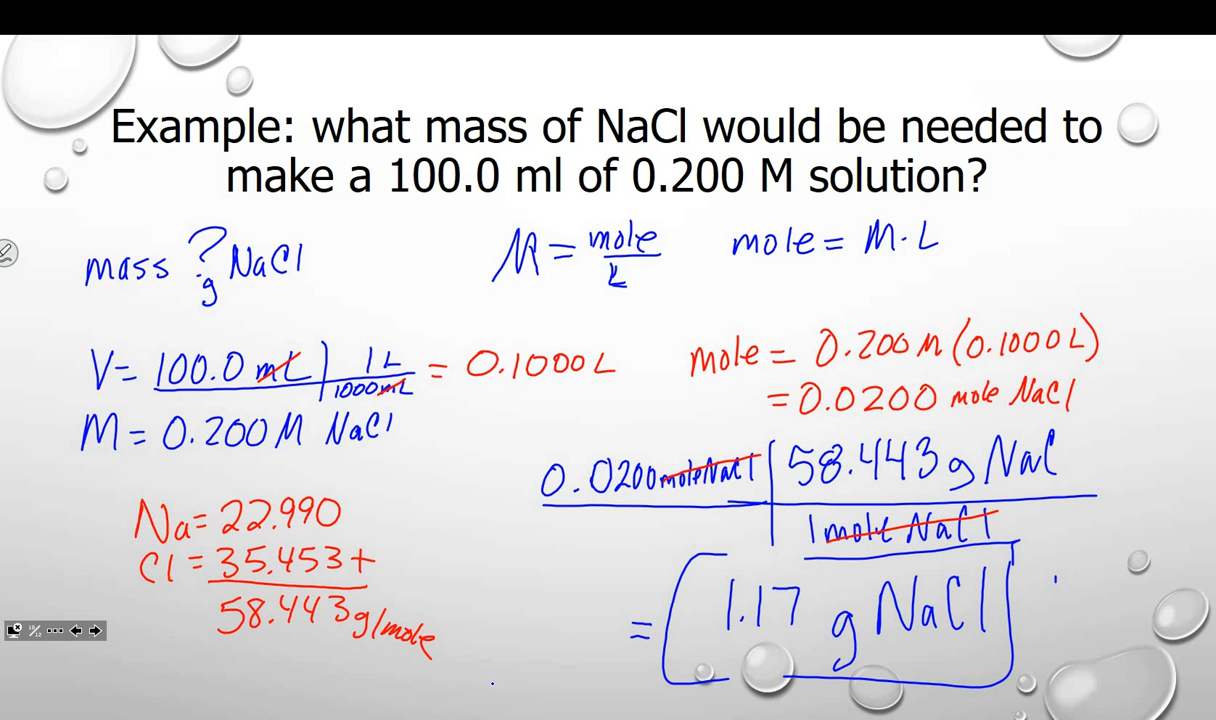 Example: what mass of NaCl would be needed to
make a 100.0 ml of 0.200 M solution?
mass ? g NaCl
M = mole / L
mole = M·L
V = 100.0 mL | 1L / 1000mL = 0.1000 L
M = 0.200 M NaCl
mole = 0.200 M (0.1000 L)
= 0.0200 mole NaCl
0.0200 mole NaCl | 58.443 g NaCl
1 mole NaCl
Na = 22.990
Cl = 35.453 +
58.443 g/mole
= 1.17 g NaCl